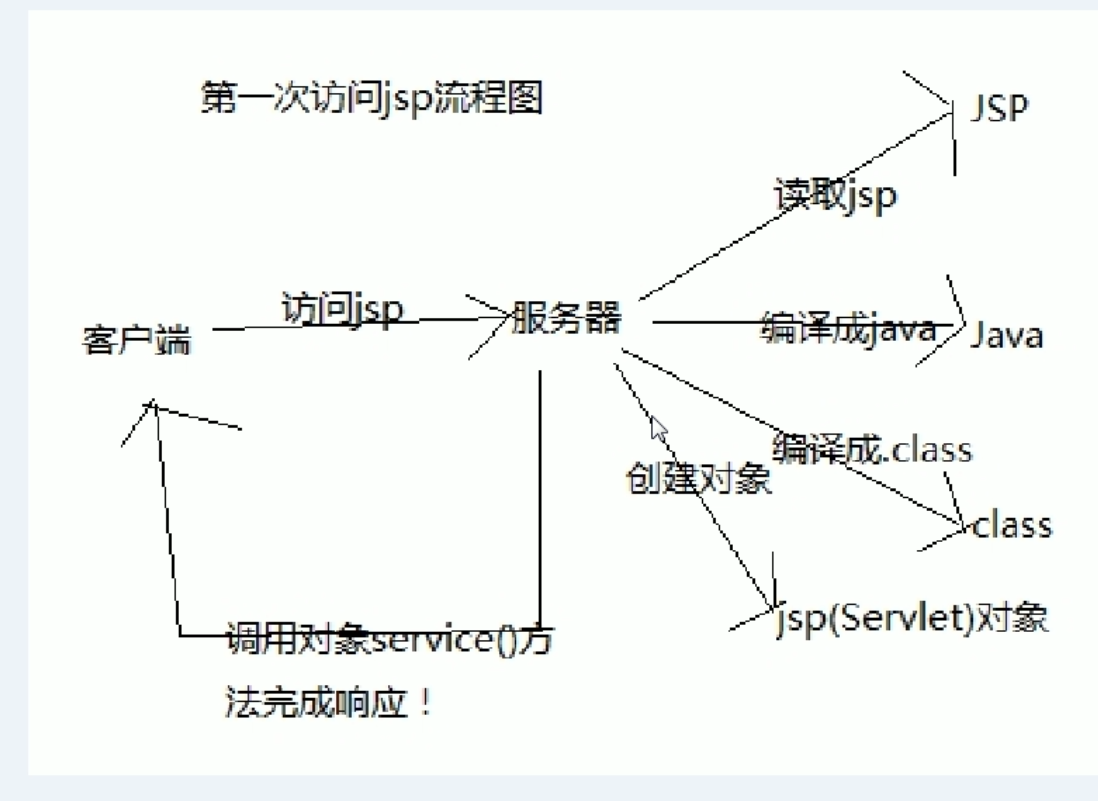 第一次访问jsp流程图
JSP
读取jsp
访问jsp
服务器
客户端
编译成java
Java
编译成.class
创建对象
class
jsp(Servlet)对象
调用对象service()方
法完成响应！